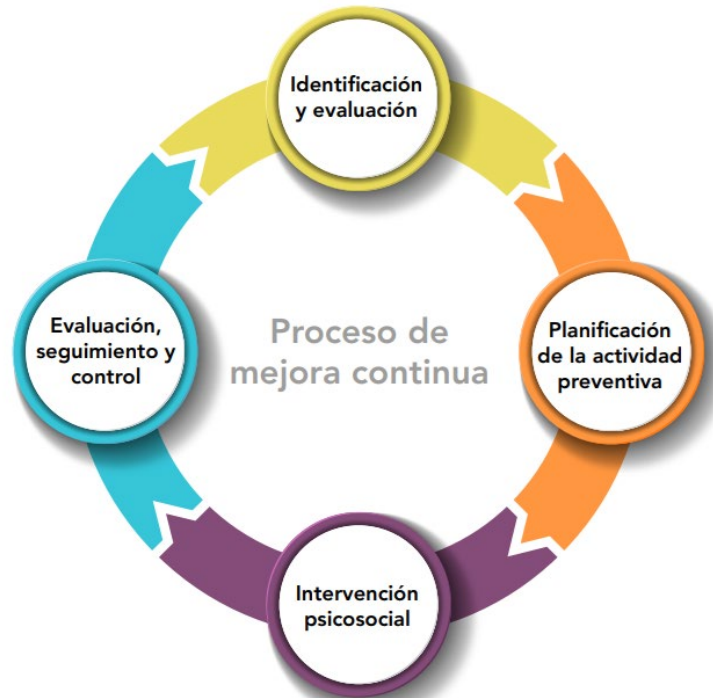 Identificación
y evaluación
Planificación
de la actividad
preventiva
Intervención
psicosocial
Evaluación,
seguimiento y
control
Proceso de
mejora continua